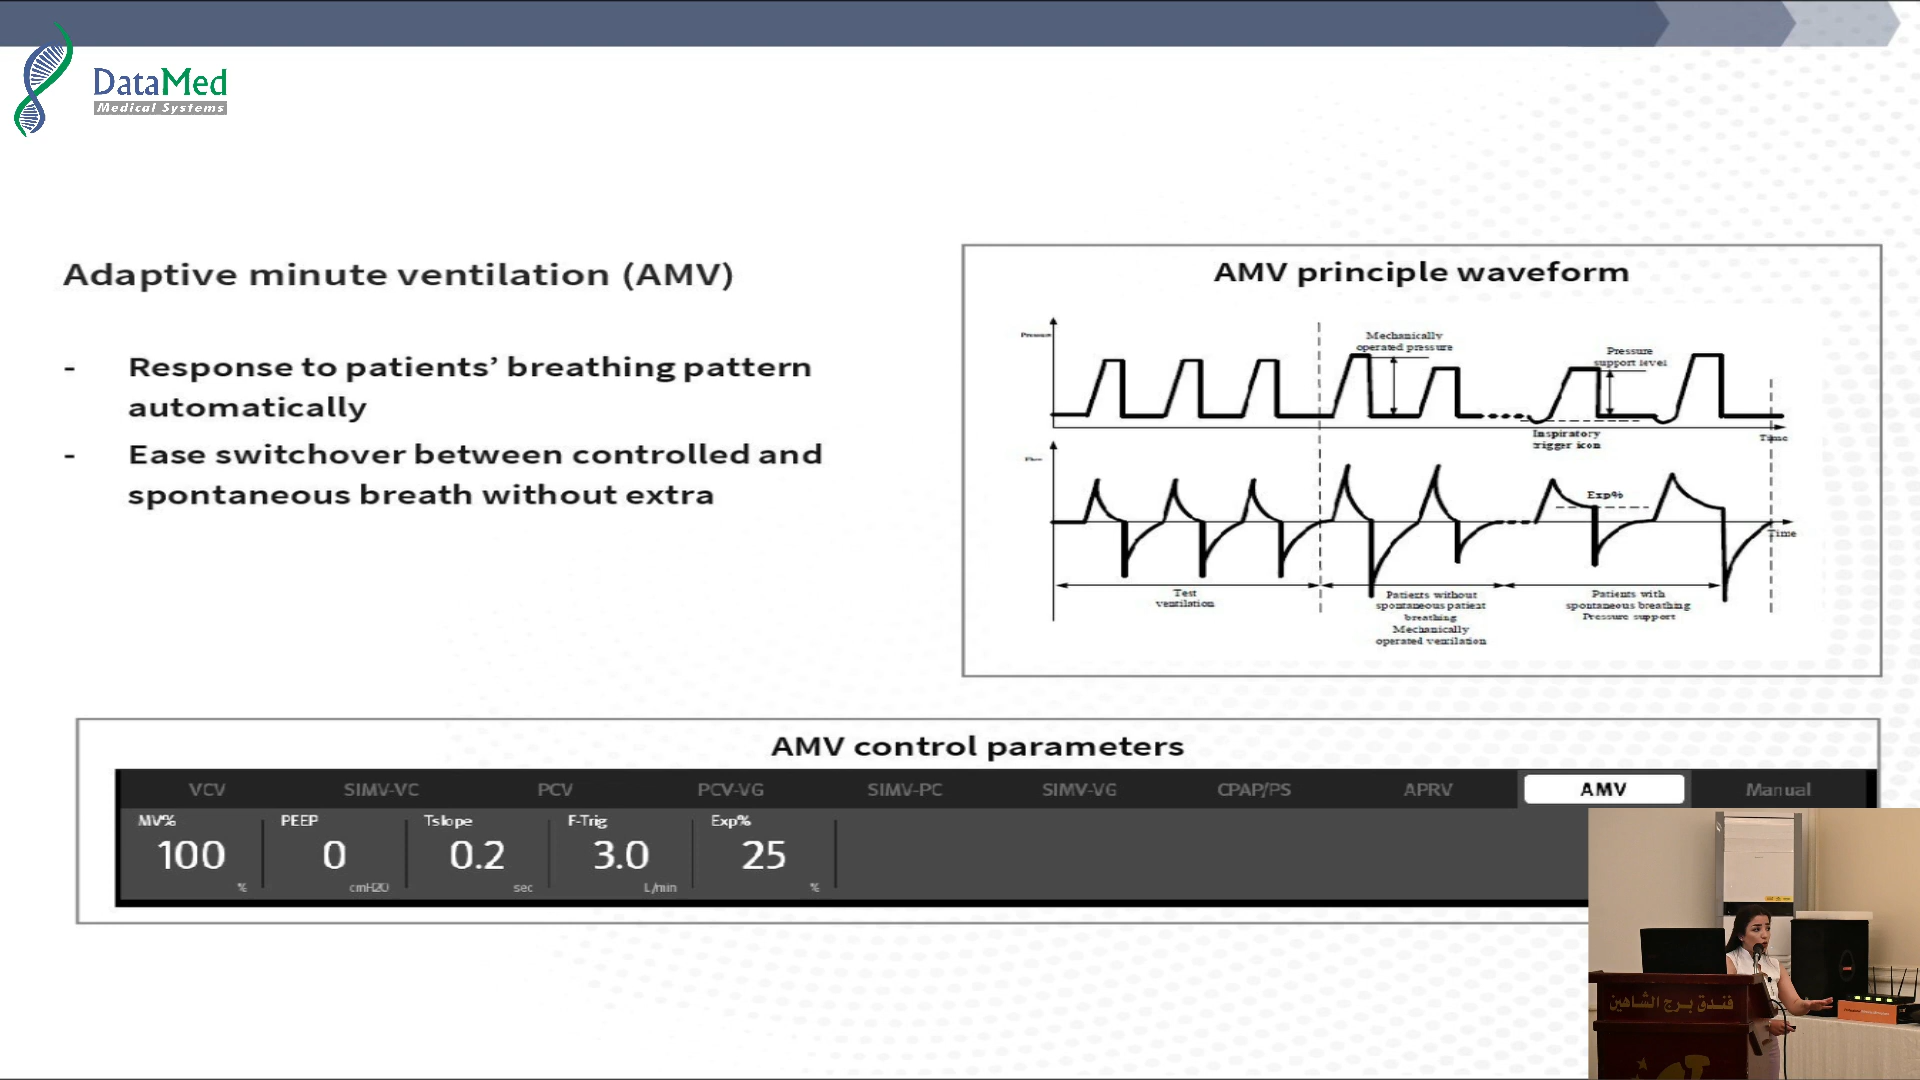 DataMed
Medical Systems
Adaptive minute ventilation (AMV)
- Response to patients’ breathing pattern
automatically
- Ease switchover between controlled and
spontaneous breath without extra
AMV principle waveform
Pressure
Mechanically
operated pressure
Pressure
support level
Inspiratory
trigger icon
Time
Flow
Exp%
Time
Test
ventilation
Patients without
spontaneous patient
breathing
Mechanically
operated ventilation
Patients with
spontaneous breathing
Pressure support
AMV control parameters
VCV SIMV-VC PCV PCV-VG SIMV-PC SIMV-VG CPAP/PS APRV AMV Manual
MV% PEEP Tslope F-Trig Exp%
100 0 0.2 3.0 25
% cmH2O sec L/min %
فندق برج الشاهين